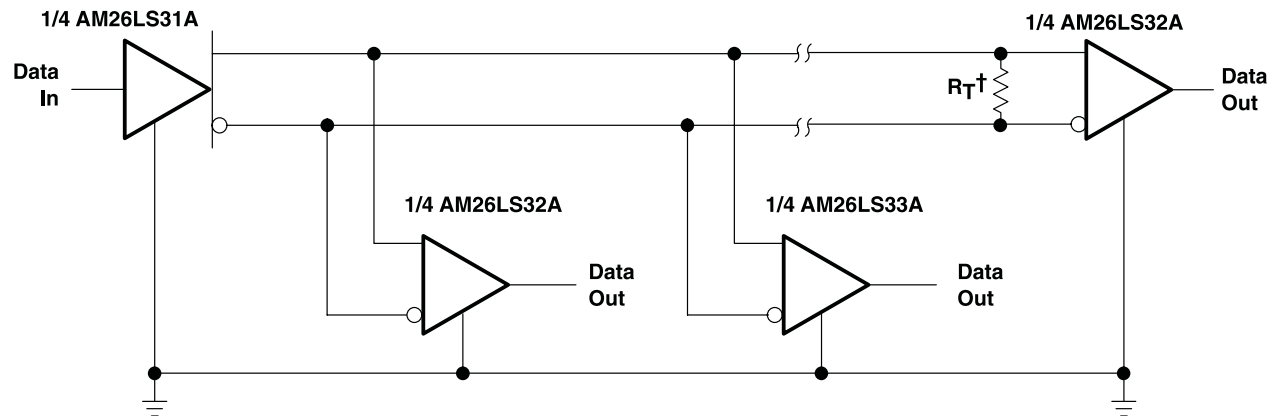 1/4 AM26LS31A
1/4 AM26LS32A
Data
In
RT†
Data
Out
1/4 AM26LS32A
1/4 AM26LS33A
Data
Out
Data
Out